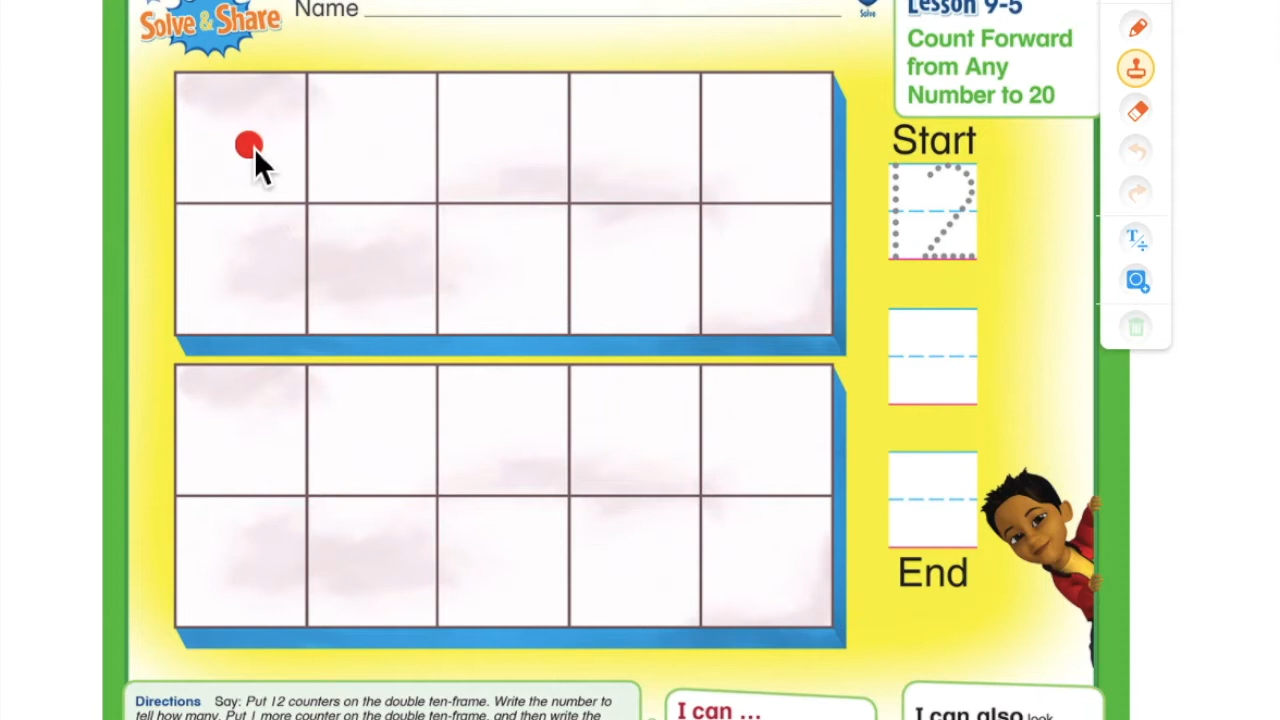 Solve & Share
Name
Solve
Lesson 9-5
Count Forward
from Any
Number to 20
Start
12
End
Directions Say: Put 12 counters on the double ten-frame. Write the number to
tell how many. Put 1 more counter on the double ten-frame, and then write the
I can ...
I can also look